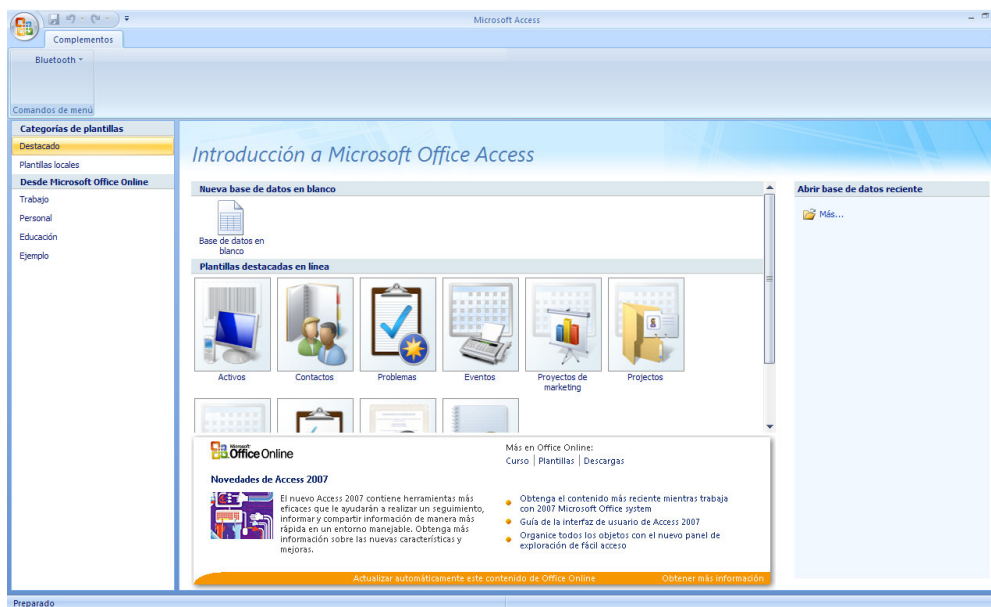 Microsoft Access
Complementos
Bluetooth
Comandos de menú
Categorías de plantillas
Destacado
Plantillas locales
Desde Microsoft Office Online
Trabajo
Personal
Educación
Ejemplo
Introducción a Microsoft Office Access
Nueva base de datos en blanco
Base de datos en
blanco
Plantillas destacadas en línea
Activos
Contactos
Problemas
Eventos
Proyectos de
marketing
Projectos
Abrir base de datos reciente
Más...
Microsoft
Office Online
Novedades de Access 2007
El nuevo Access 2007 contiene herramientas más
eficaces que le ayudarán a realizar un seguimiento,
informar y compartir información de manera más
rápida en un entorno manejable. Obtenga más
información sobre las nuevas características y
mejoras.
Más en Office Online:
Curso | Plantillas | Descargas
Obtenga el contenido más reciente mientras trabaja
con 2007 Microsoft Office system
Guía de la interfaz de usuario de Access 2007
Organice todos los objetos con el nuevo panel de
exploración de fácil acceso
Actualizar automáticamente este contenido de Office Online
Obtener más información
Preparado